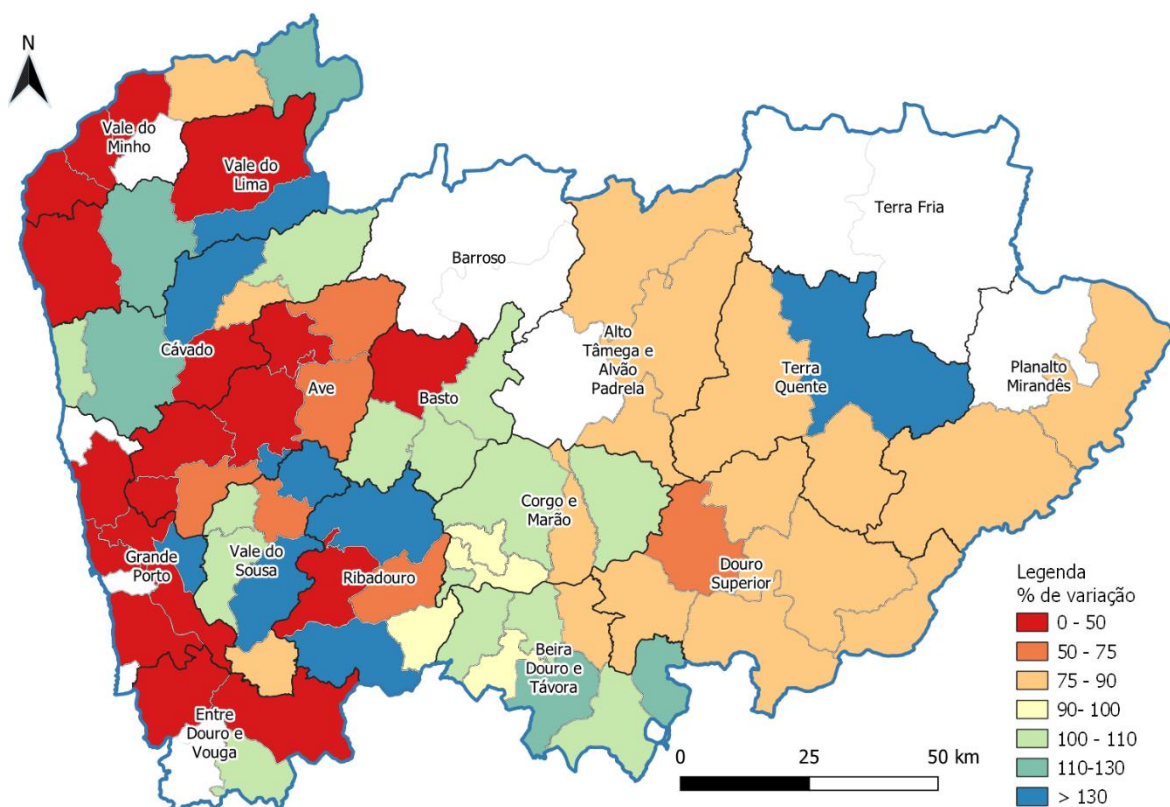 N
Vale do
Minho
Vale do
Lima
Terra Fria
Barroso
Cávado
Alto
Tâmega e
Alvão
Padrela
Terra
Quente
Planalto
Mirandês
Ave
Basto
Corgo e
Marão
Grande
Porto
Vale do
Sousa
Ribadouro
Douro
Superior
Beira
Douro e
Távora
Entre
Douro e
Vouga
Legenda
% de variação
0 - 50
50 - 75
75 - 90
90- 100
100 - 110
110-130
> 130
0 25 50 km